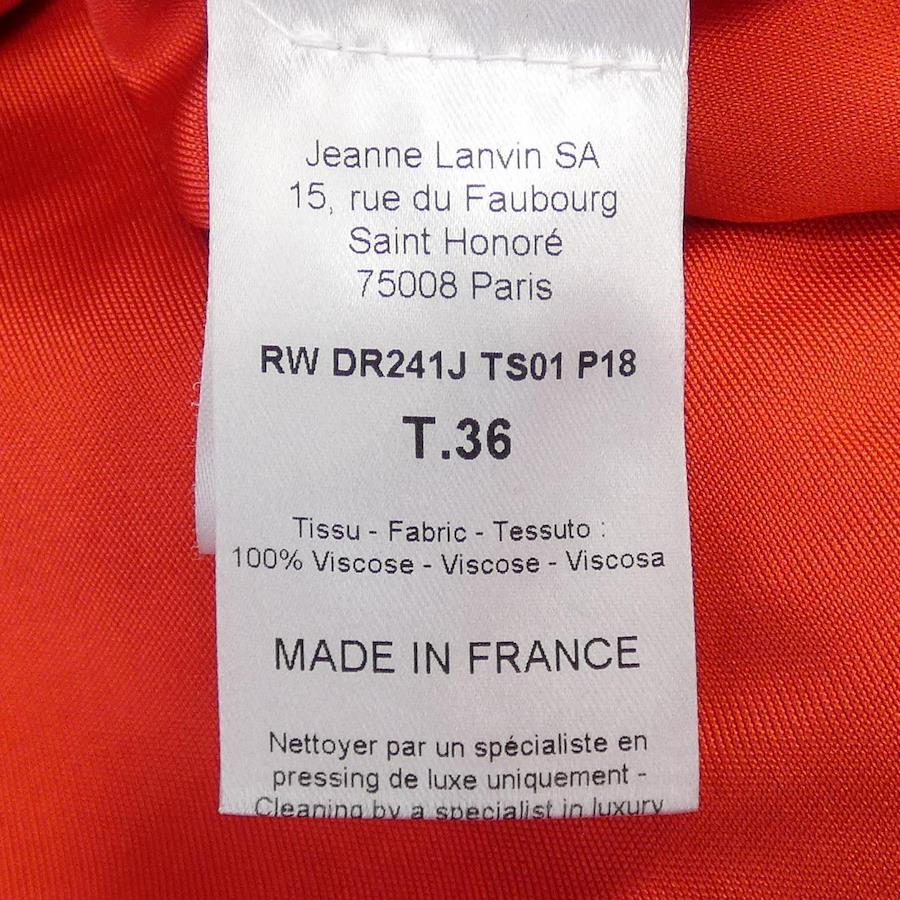 Jeanne Lanvin SA
15, rue du Faubourg
Saint Honoré
75008 Paris
RW DR241J TS01 P18
T.36
Tissu - Fabric - Tessuto :
100% Viscose - Viscose - Viscosa
MADE IN FRANCE
Nettoyer par un spécialiste en
pressing de luxe uniquement -
Cleaning by a specialist in luxury